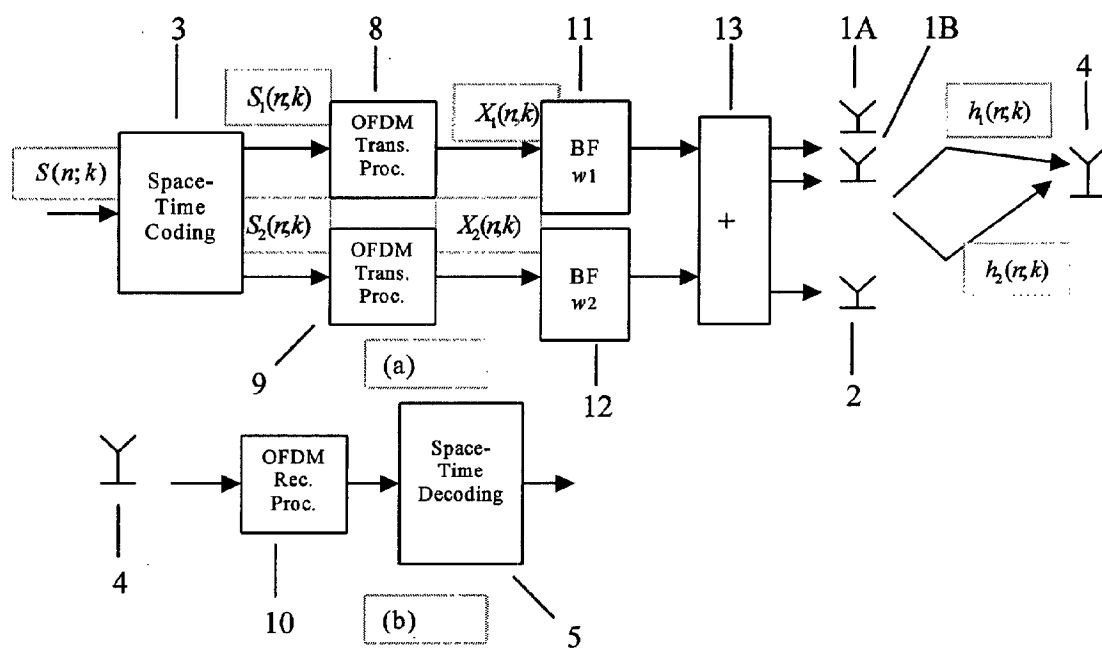 3
8
11
13
1A
1B
4
S(n; k)
Space-
Time
Coding
S₁(n;k)
OFDM
Trans.
Proc.
X₁(n;k)
BF
w1
+
h₁(n;k)
S₂(n;k)
OFDM
Trans.
Proc.
X₂(n;k)
BF
w2
h₂(n;k)
9
(a)
12
2
OFDM
Rec.
Proc.
Space-
Time
Decoding
4
10
(b)
5